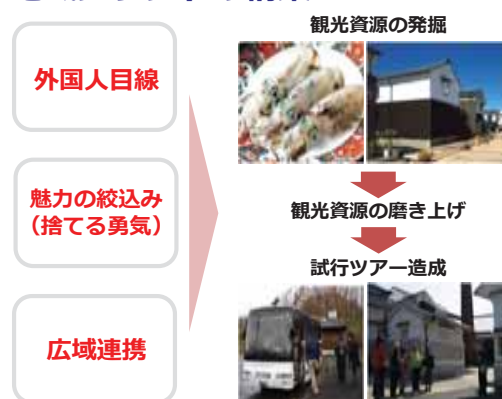 外国人目線
魅力の絞込み
（捨てる勇気）
広域連携
観光資源の発掘
観光資源の磨き上げ
試行ツアー造成